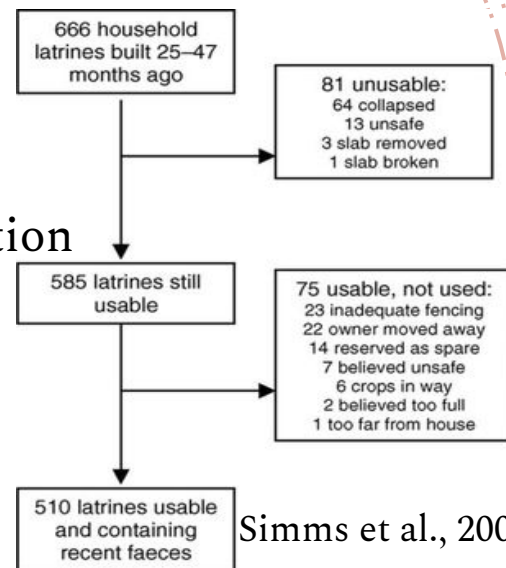 666 household
latrines built 25–47
months ago
81 unusable:
64 collapsed
13 unsafe
3 slab removed
1 slab broken
585 latrines still
usable
75 usable, not used:
23 inadequate fencing
22 owner moved away
14 reserved as spare
7 believed unsafe
6 crops in way
2 believed too full
1 too far from house
510 latrines usable
and containing
recent faeces
Simms et al.,